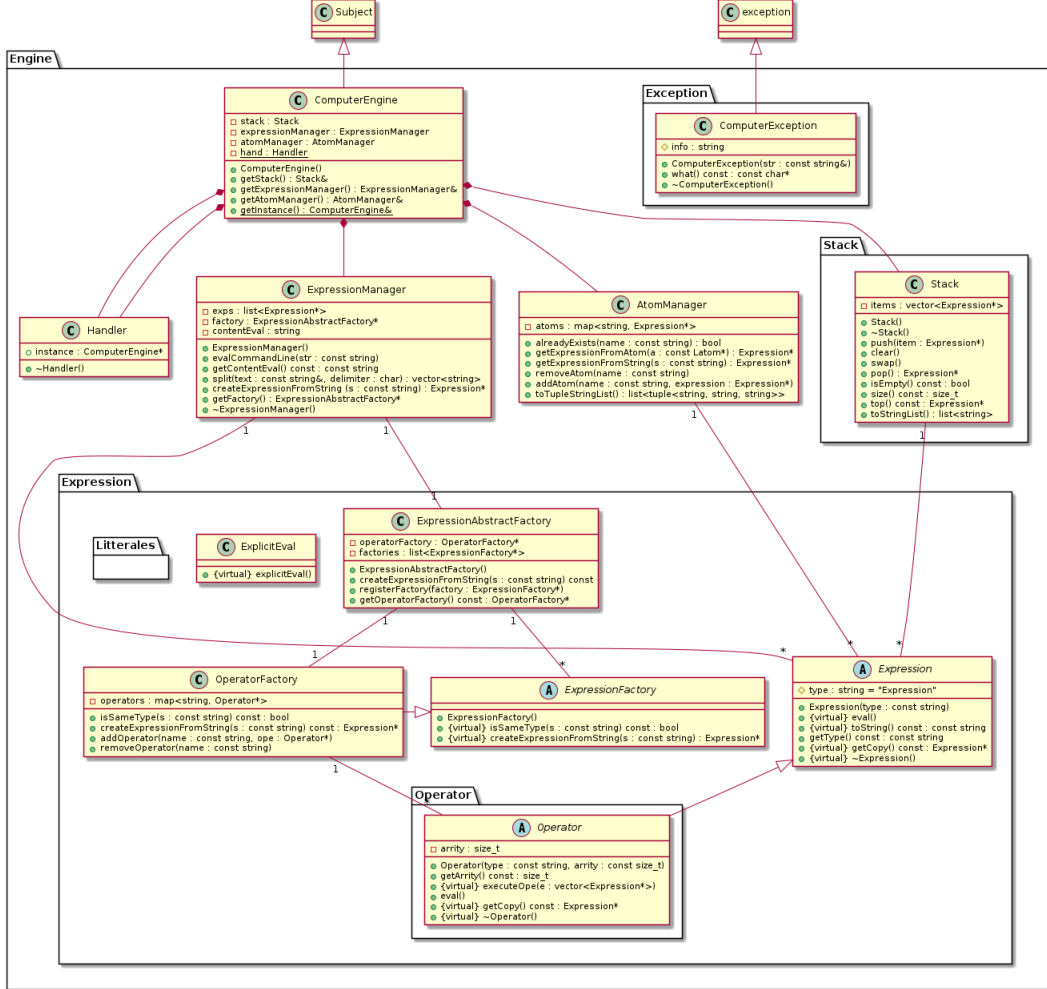 C Subject
C exception
Engine
C ComputerEngine
stack : Stack
expressionManager : ExpressionManager
atomManager : AtomManager
hand : Handler
ComputerEngine()
getStack() : Stack&
getExpressionManager() : ExpressionManager&
getAtomManager() : AtomManager&
getInstance() : ComputerEngine&
Exception
C ComputerException
info : string
ComputerException(str : const string&)
what() const : const char*
~ComputerException()
C Handler
instance : ComputerEngine*
~Handler()
C ExpressionManager
exps : list<Expression*>
factory : ExpressionAbstractFactory*
contentEval : string
ExpressionManager()
evalCommandLine(str : const string)
getContentEval() const : const string
split(text : const string&, delimiter : char) : vector<string>
createExpressionFromString (s : const string) : Expression*
getFactory() : ExpressionAbstractFactory*
~ExpressionManager()
C AtomManager
atoms : map<string, Expression*>
alreadyExists(name : const string) : bool
getExpressionFromAtom(a : const Latom*) : Expression*
getExpressionFromString(s : const string) : Expression*
removeAtom(name : const string)
addAtom(name : const string, expression : Expression*)
toTupleStringList() : list<tuple<string, string, string>>
Stack
C Stack
items : vector<Expression*>
Stack()
~Stack()
push(item : Expression*)
clear()
swap()
pop() : Expression*
isEmpty() const : bool
size() const : size_t
top() const : Expression*
toStringList() : list<string>
1
1
1
1
1
Expression
Litterales
C ExplicitEval
{virtual} explicitEval()
C ExpressionAbstractFactory
operatorFactory : OperatorFactory*
factories : list<ExpressionFactory*>
ExpressionAbstractFactory()
createExpressionFromString(s : const string) const
registerFactory(factory : ExpressionFactory*)
getOperatorFactory() const : OperatorFactory*
1
1
1
*
*
*
*
C OperatorFactory
operators : map<string, Operator*>
isSameType(s : const string) const : bool
createExpressionFromString(s : const string) const : Expression*
addOperator(name : const string, ope : Operator*)
removeOperator(name : const string)
A ExpressionFactory
ExpressionFactory()
{virtual} isSameType(s : const string) const : bool
{virtual} createExpressionFromString(s : const string) : Expression*
A Expression
type : string = "Expression"
Expression(type : const string)
{virtual} eval()
{virtual} toString() const : const string
getType() const : const string
{virtual} getCopy() const : Expression*
{virtual} ~Expression()
1
*
Operator
A Operator
arrity : size_t
Operator(type : const string, arrity : const size_t)
getArrity() const : size_t
{virtual} executeOpe(e : vector<Expression*>)
eval()
{virtual} getCopy() const : Expression*
{virtual} ~Operator()